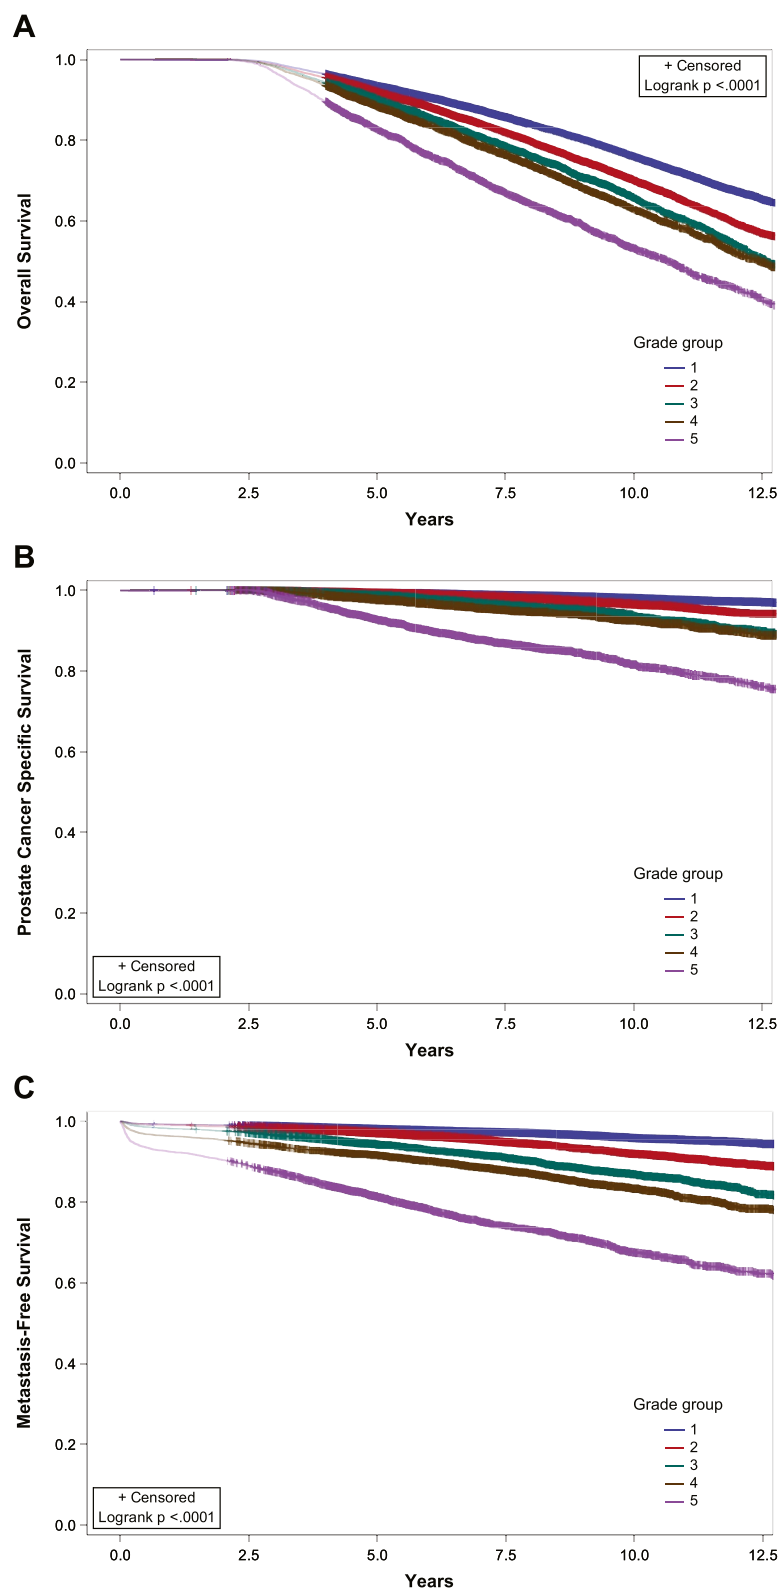 A
1.0
0.8
0.6
0.4
0.2
0.0
Overall Survival
+ Censored
Logrank p <.0001
Grade group
1
2
3
4
5
0.0 2.5 5.0 7.5 10.0 12.5
Years
B
1.0
0.8
0.6
0.4
0.2
0.0
Prostate Cancer Specific Survival
Grade group
1
2
3
4
5
+ Censored
Logrank p <.0001
0.0 2.5 5.0 7.5 10.0 12.5
Years
C
1.0
0.8
0.6
0.4
0.2
0.0
Metastasis-Free Survival
Grade group
1
2
3
4
5
+ Censored
Logrank p <.0001
0.0 2.5 5.0 7.5 10.0 12.5
Years